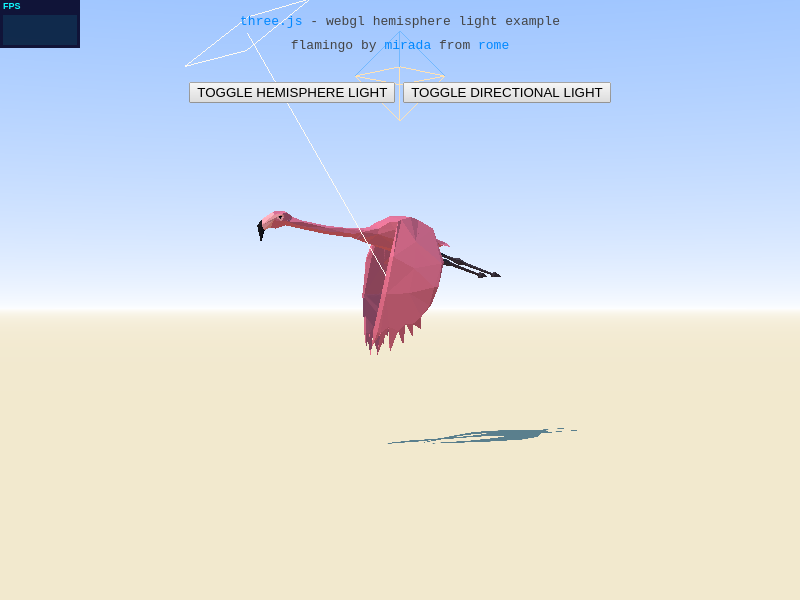 FPS
three.js - webgl hemisphere light example
flamingo by mirada from rome
TOGGLE HEMISPHERE LIGHT TOGGLE DIRECTIONAL LIGHT